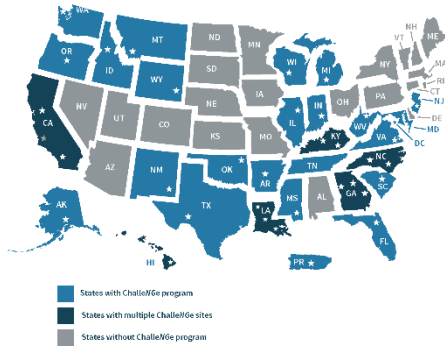 WA
MT
ND
MN
OR
ID
WY
SD
WI
MI
NY
VT
NH
ME
MA
RI
CT
NJ
DE
MD
DC
NE
IA
PA
OH
NV
UT
CO
KS
MO
IL
IN
KY
WV
VA
CA
AZ
NM
OK
AR
TN
NC
SC
AK
TX
LA
MS
AL
GA
FL
HI
PR
States with ChalleNGe program
States with multiple ChalleNGe sites
States without ChalleNGe program